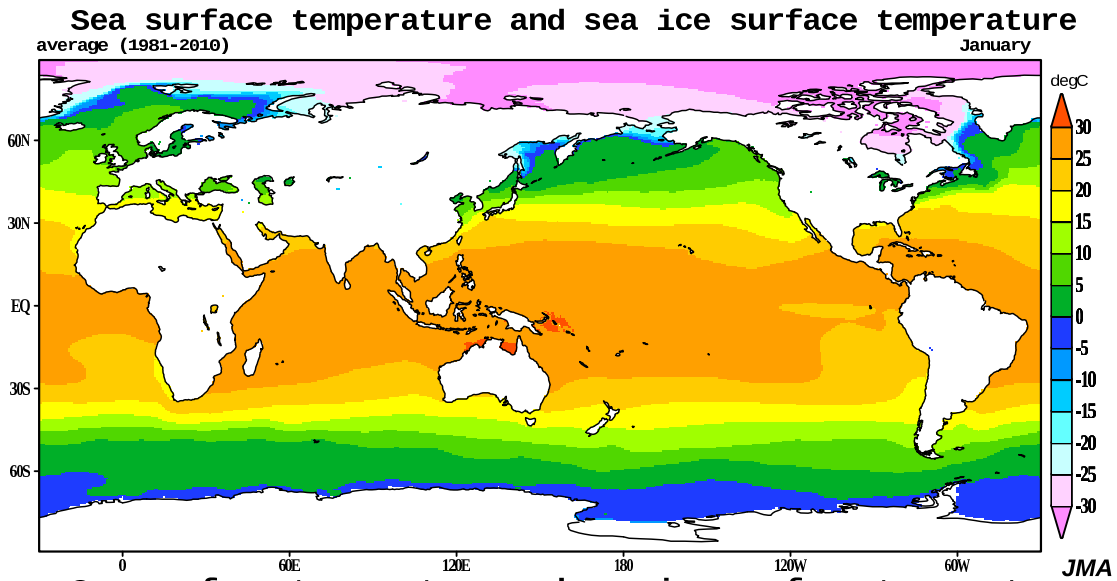 Sea surface temperature and sea ice surface temperature
average (1981-2010)
January
degC
30
25
20
15
10
5
0
-5
-10
-15
-20
-25
-30
60N
30N
EQ
30S
60S
0
60E
120E
180
120W
60W
JMA